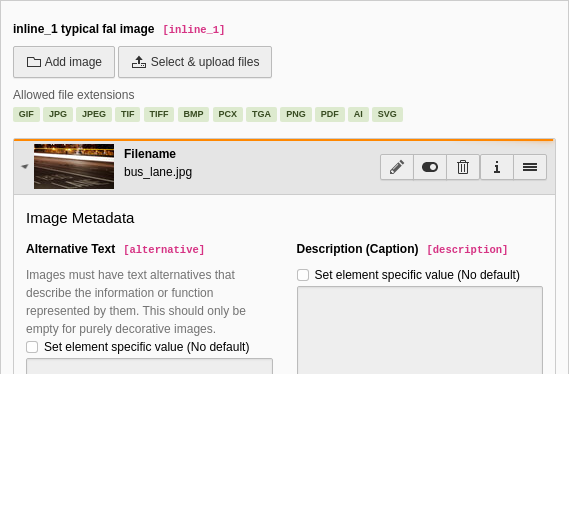 inline_1 typical fal image [inline_1]
Add image
Select & upload files
Allowed file extensions
GIF JPG JPEG TIF TIFF BMP PCX TGA PNG PDF AI SVG
Filename
bus_lane.jpg
Image Metadata
Alternative Text [alternative]
Images must have text alternatives that
describe the information or function
represented by them. This should only be
empty for purely decorative images.
Set element specific value (No default)
Description (Caption) [description]
Set element specific value (No default)